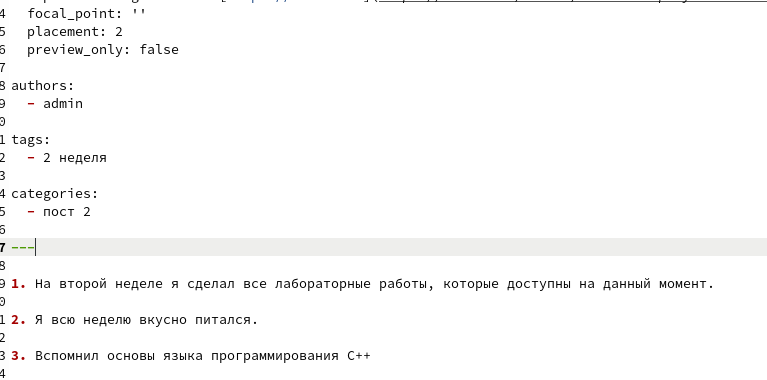 4 focal_point: ''
5 placement: 2
6 preview_only: false
7
8 authors:
9 - admin
0
1 tags:
2 - 2 неделя
3
4 categories:
5 - пост 2
6
7 ---
8
9 1. На второй неделе я сделал все лабораторные работы, которые доступны на данный момент.
0
1 2. Я всю неделю вкусно питался.
2
3 3. Вспомнил основы языка программирования C++
4